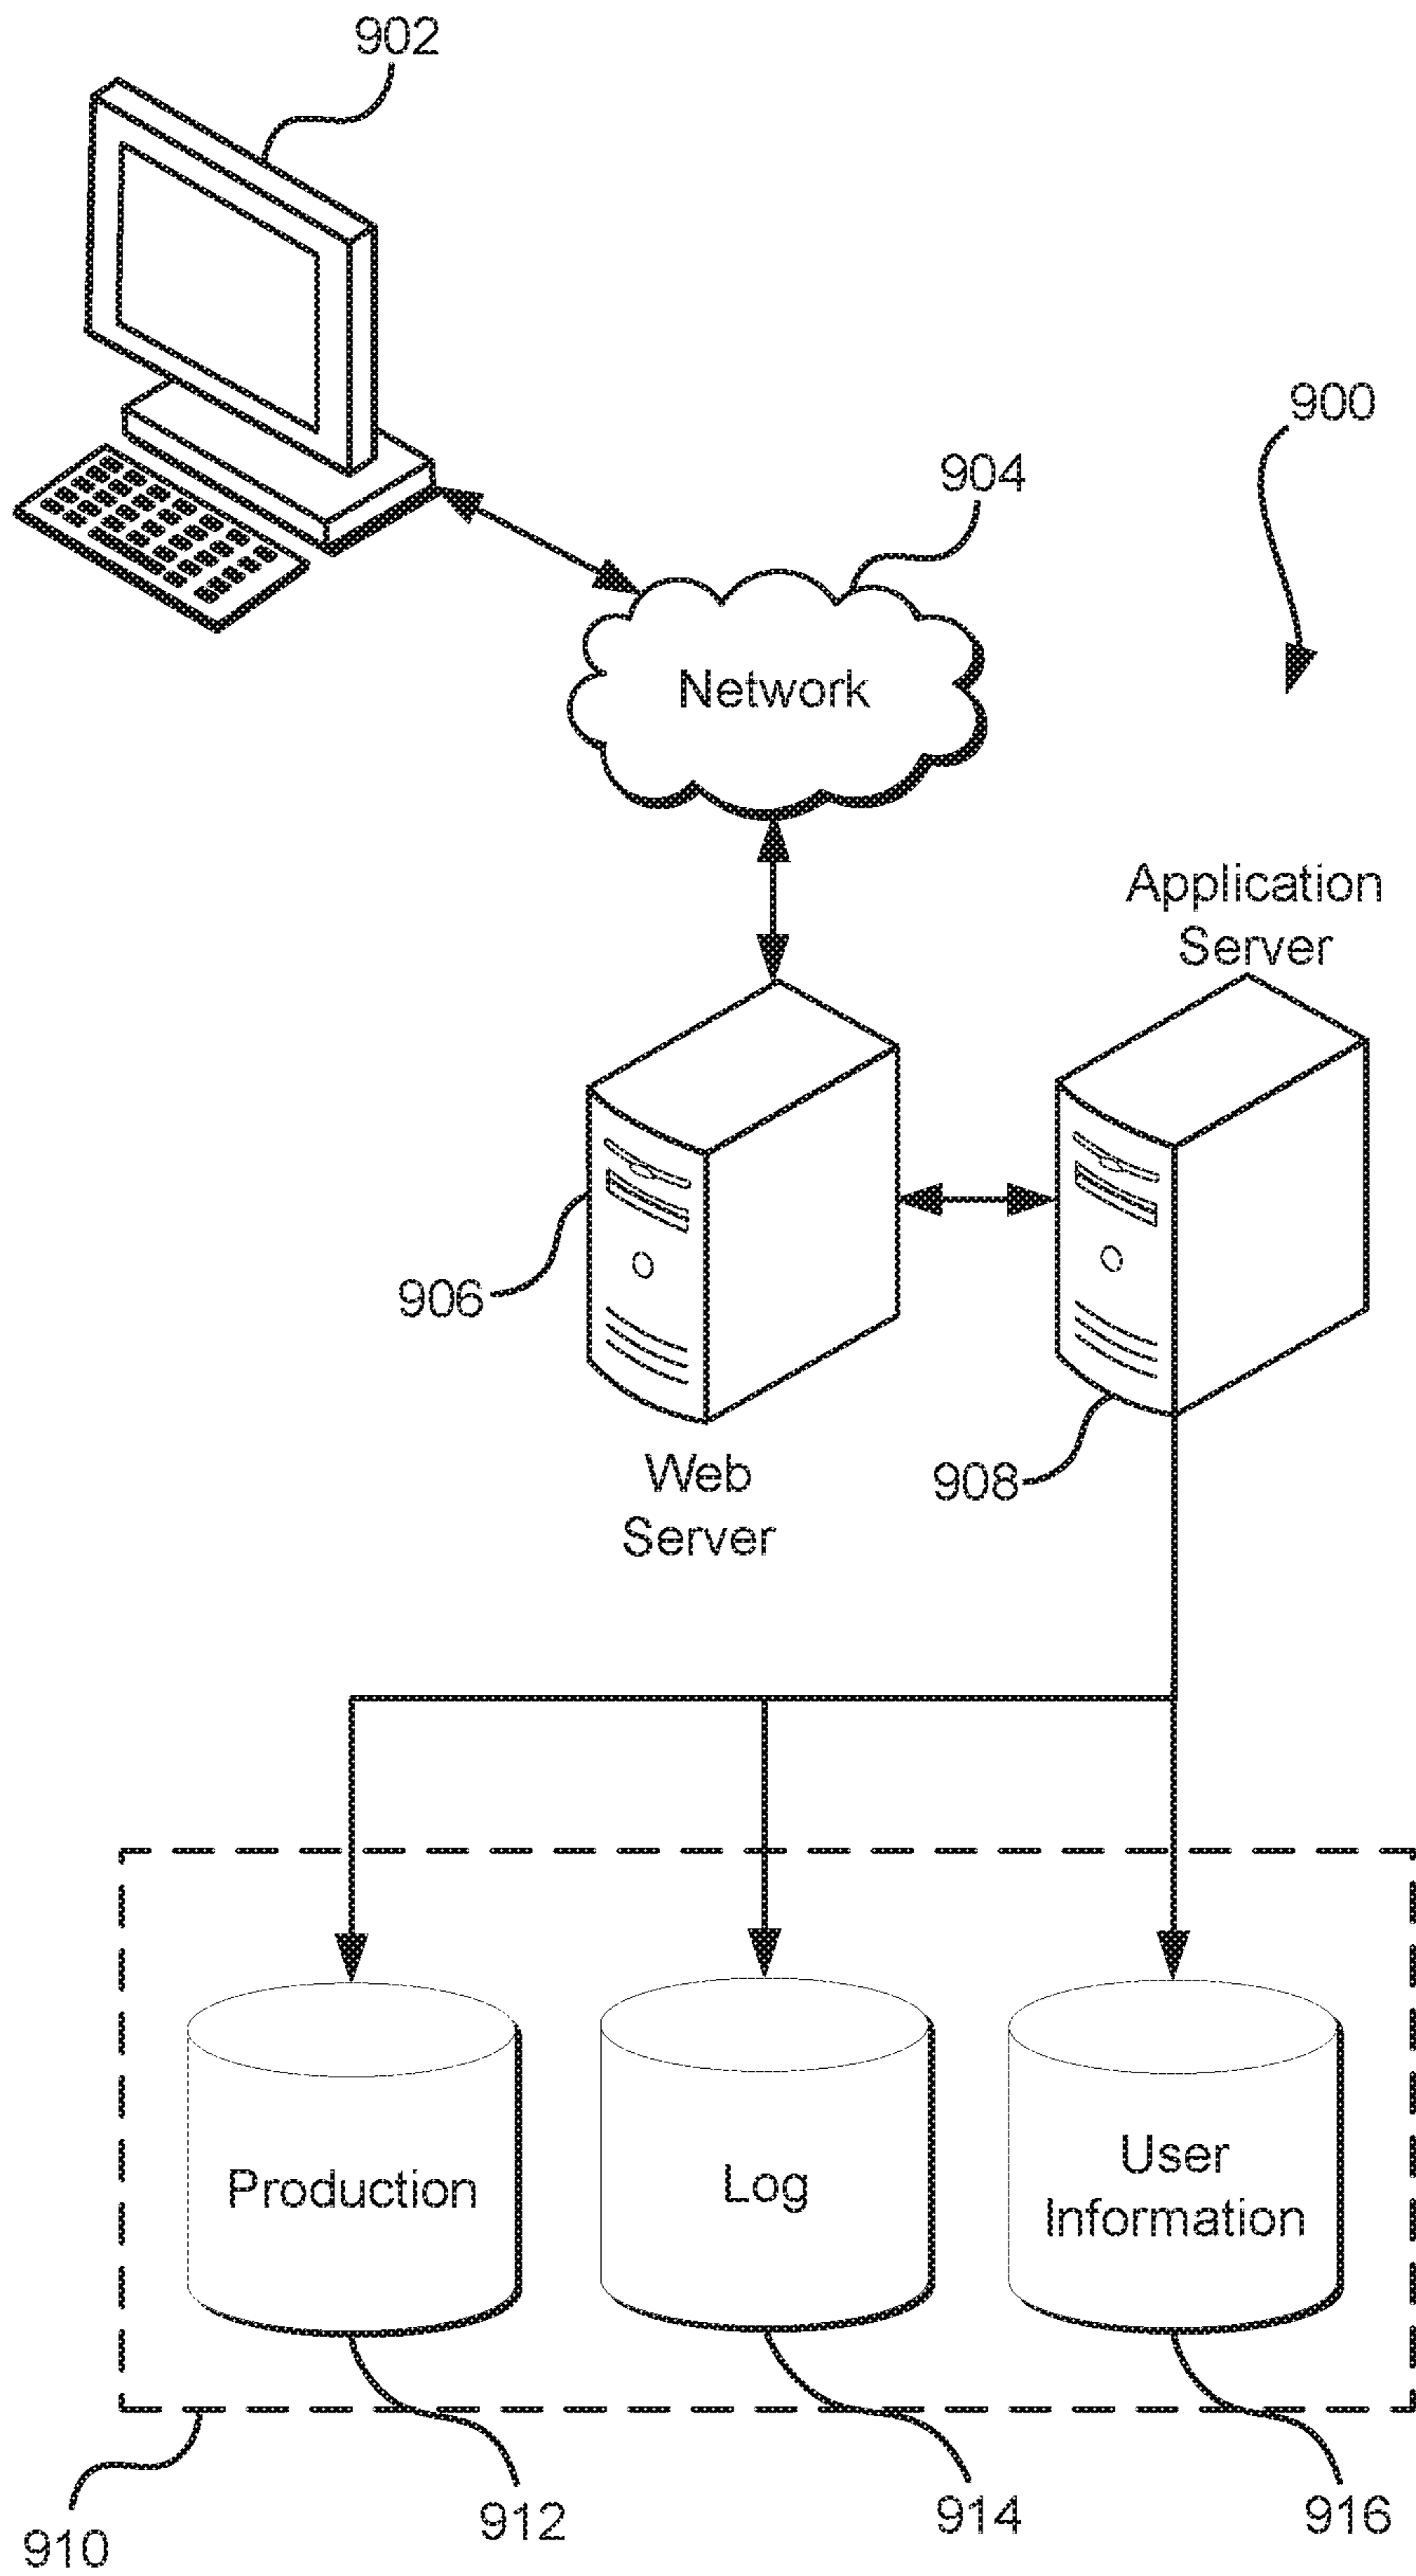 902
900
904
Network
Application
Server
906
908
Web
Server
Production
Log
User
Information
910
912
914
916